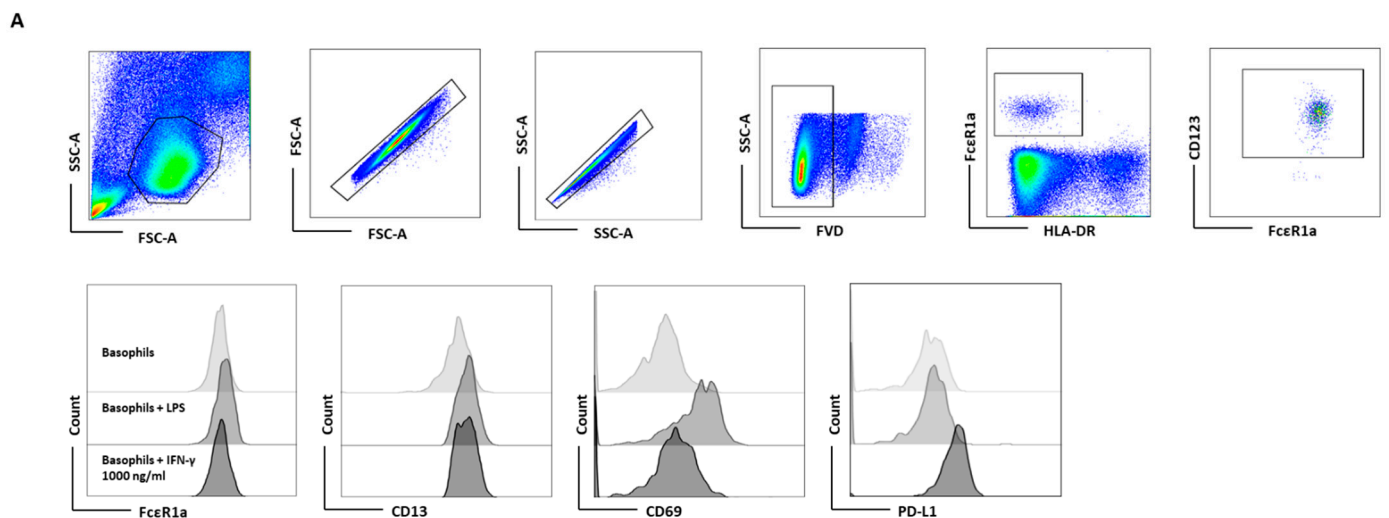 A
SSC-A
FSC-A
FSC-A
FSC-A
SSC-A
SSC-A
SSC-A
FVD
FcεR1a
HLA-DR
CD123
FcεR1a
Count
Basophils
Basophils + LPS
Basophils + IFN-γ
1000 ng/ml
FcεR1a
Count
CD13
Count
CD69
Count
PD-L1